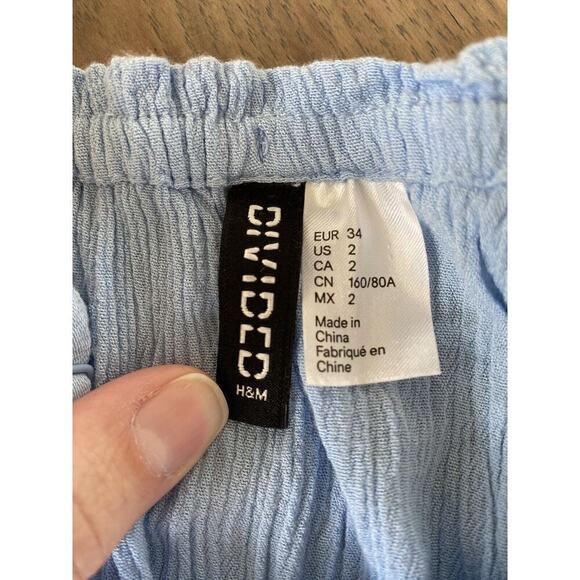 DIVIDED
H&M
EUR 34
US 2
CA 2
CN 160/80A
MX 2
Made in
China
Fabriqué en
Chine